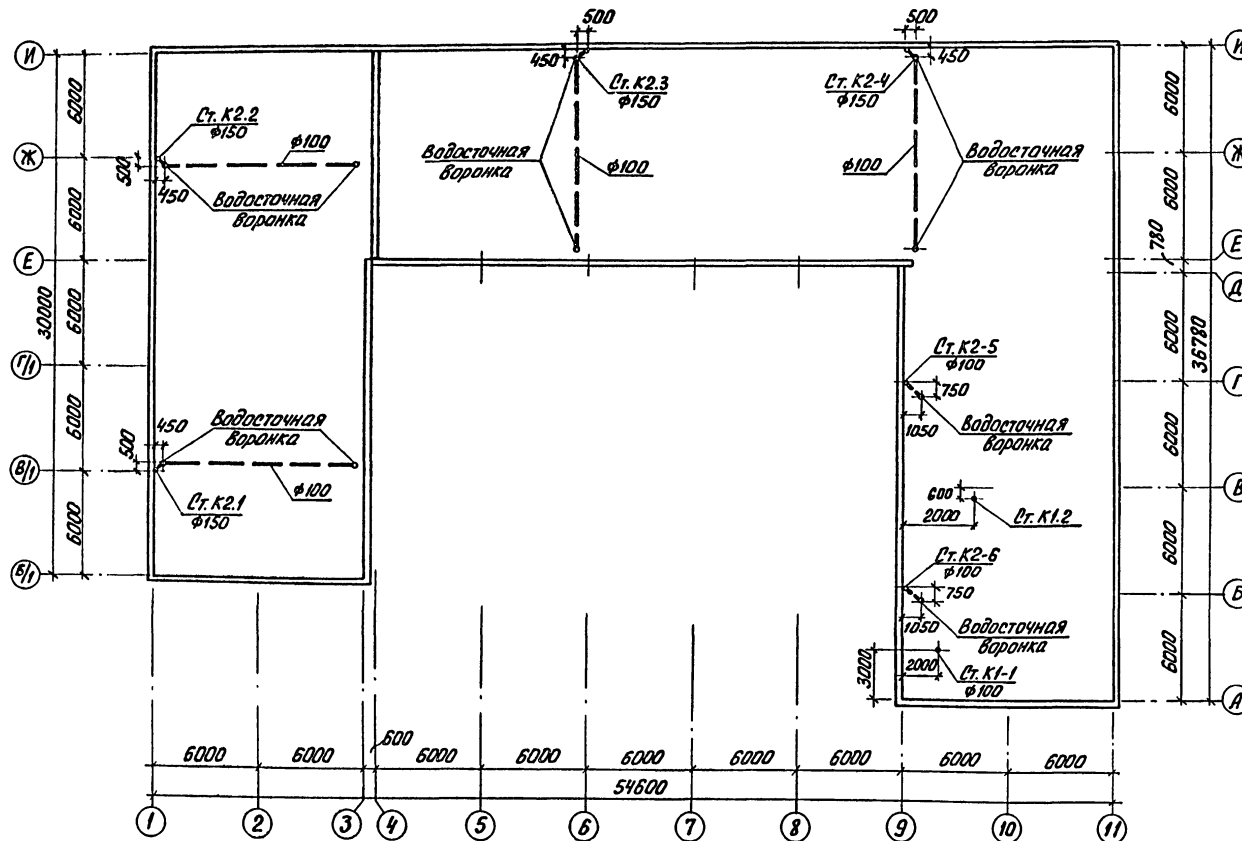 500
500
И
450
Ст. К2.3
ф150
Ст. К2-4
ф150
450
И
6000
6000
Ст. К2.2
ф150
ф100
Ж
500
450
Водосточная
воронка
Водосточная
воронка
ф100
ф100
Водосточная
воронка
Ж
6000
6000
780
Е
Е
Д
30000
6000
6000
36780
Г/1
Ст. К2-5
ф100
750
Г
1050
Водосточная
воронка
6000
6000
450
Водосточная
воронка
500
В/1
Ст. К2.1
ф150
ф100
600
2000
Ст. К1.2
В
6000
6000
Б/1
Ст. К2-6
ф100
750
Б
1050
Водосточная
воронка
3000
2000
Ст. К1-1
ф100
6000
А
6000
6000
600
6000
6000
6000
6000
6000
6000
6000
54600
1
2
3
4
5
6
7
8
9
10
11